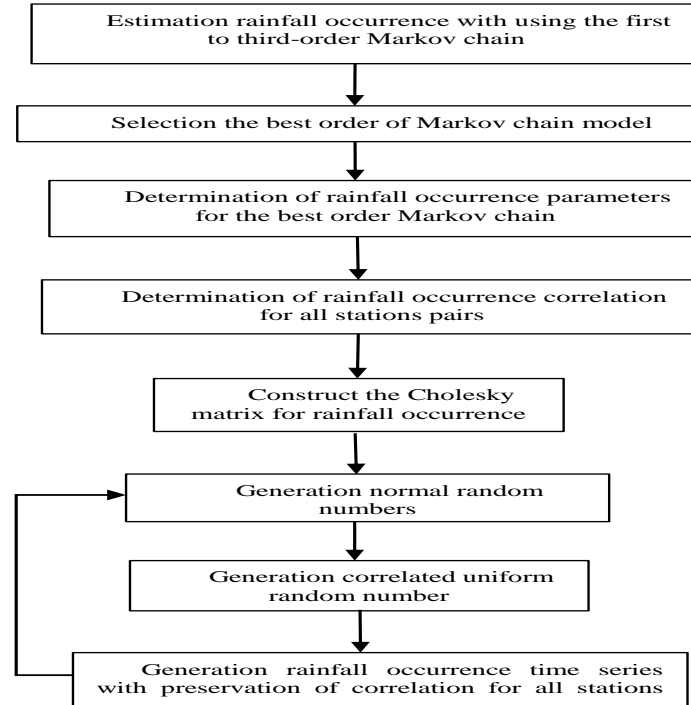 Estimation rainfall occurrence with using the first
to third-order Markov chain
Selection the best order of Markov chain model
Determination of rainfall occurrence parameters
for the best order Markov chain
Determination of rainfall occurrence correlation
for all stations pairs
Construct the Cholesky
matrix for rainfall occurrence
Generation normal random
numbers
Generation correlated uniform
random number
Generation rainfall occurrence time series
with preservation of correlation for all stations